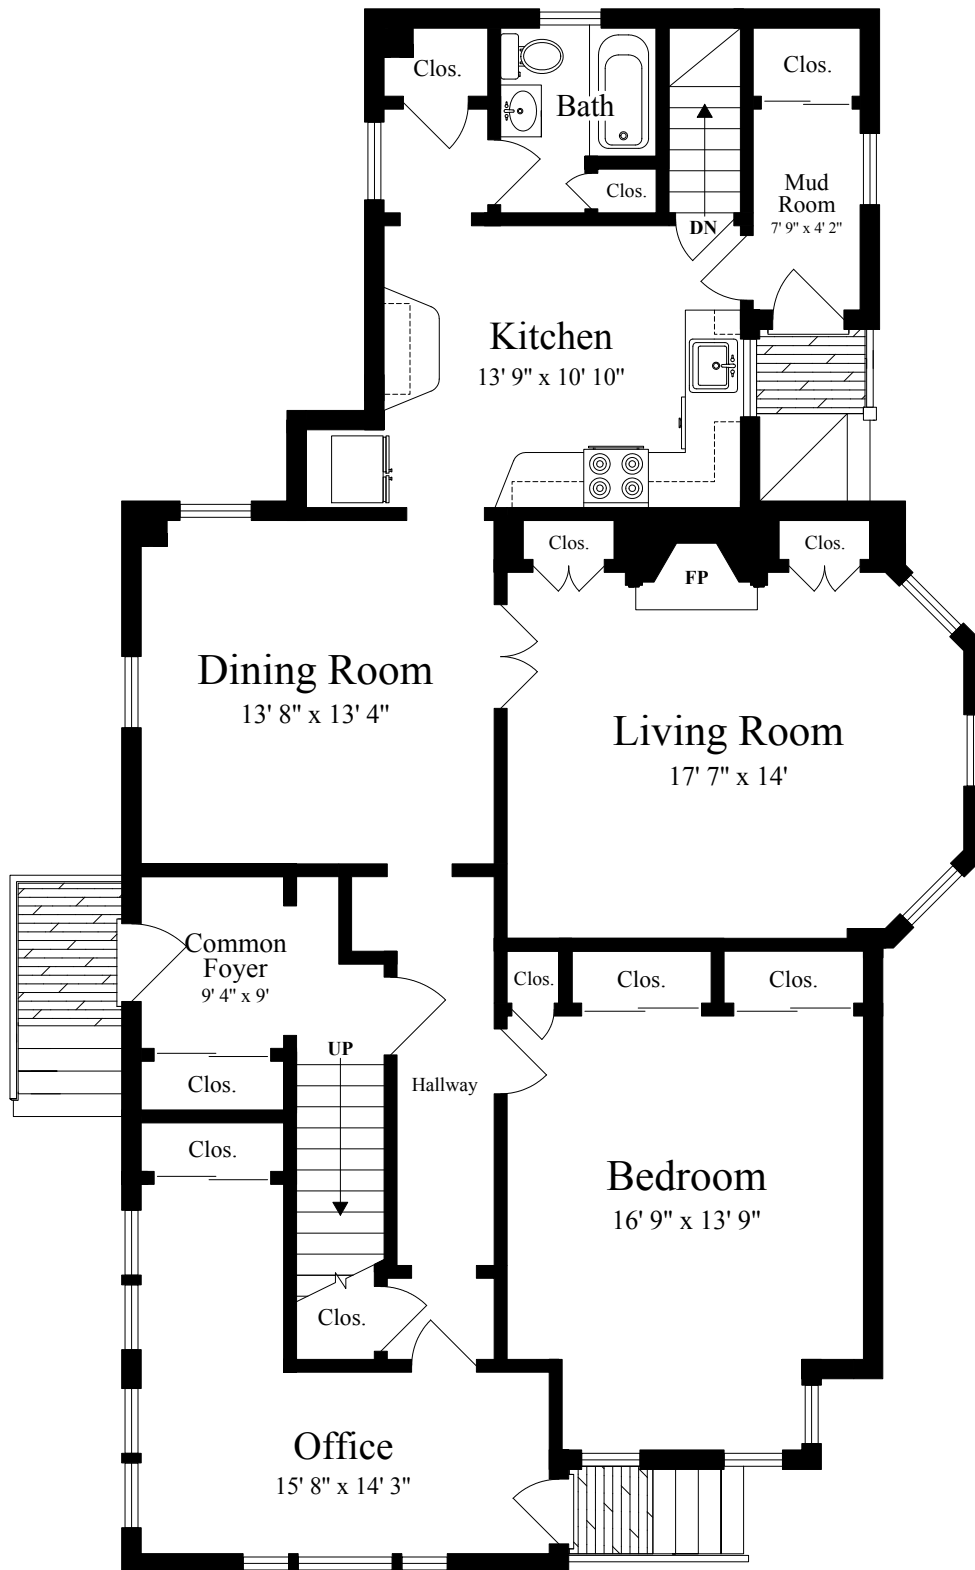 Clos.
Bath
Clos.
Clos.
Mud
Room
7' 9" x 4' 2"
DN
Kitchen
13' 9" x 10' 10"
Clos.
FP
Clos.
Dining Room
13' 8" x 13' 4"
Living Room
17' 7" x 14'
Common
Foyer
9' 4" x 9'
Clos.
Clos.
Clos.
UP
Hallway
Clos.
Clos.
Bedroom
16' 9" x 13' 9"
Clos.
Office
15' 8" x 14' 3"